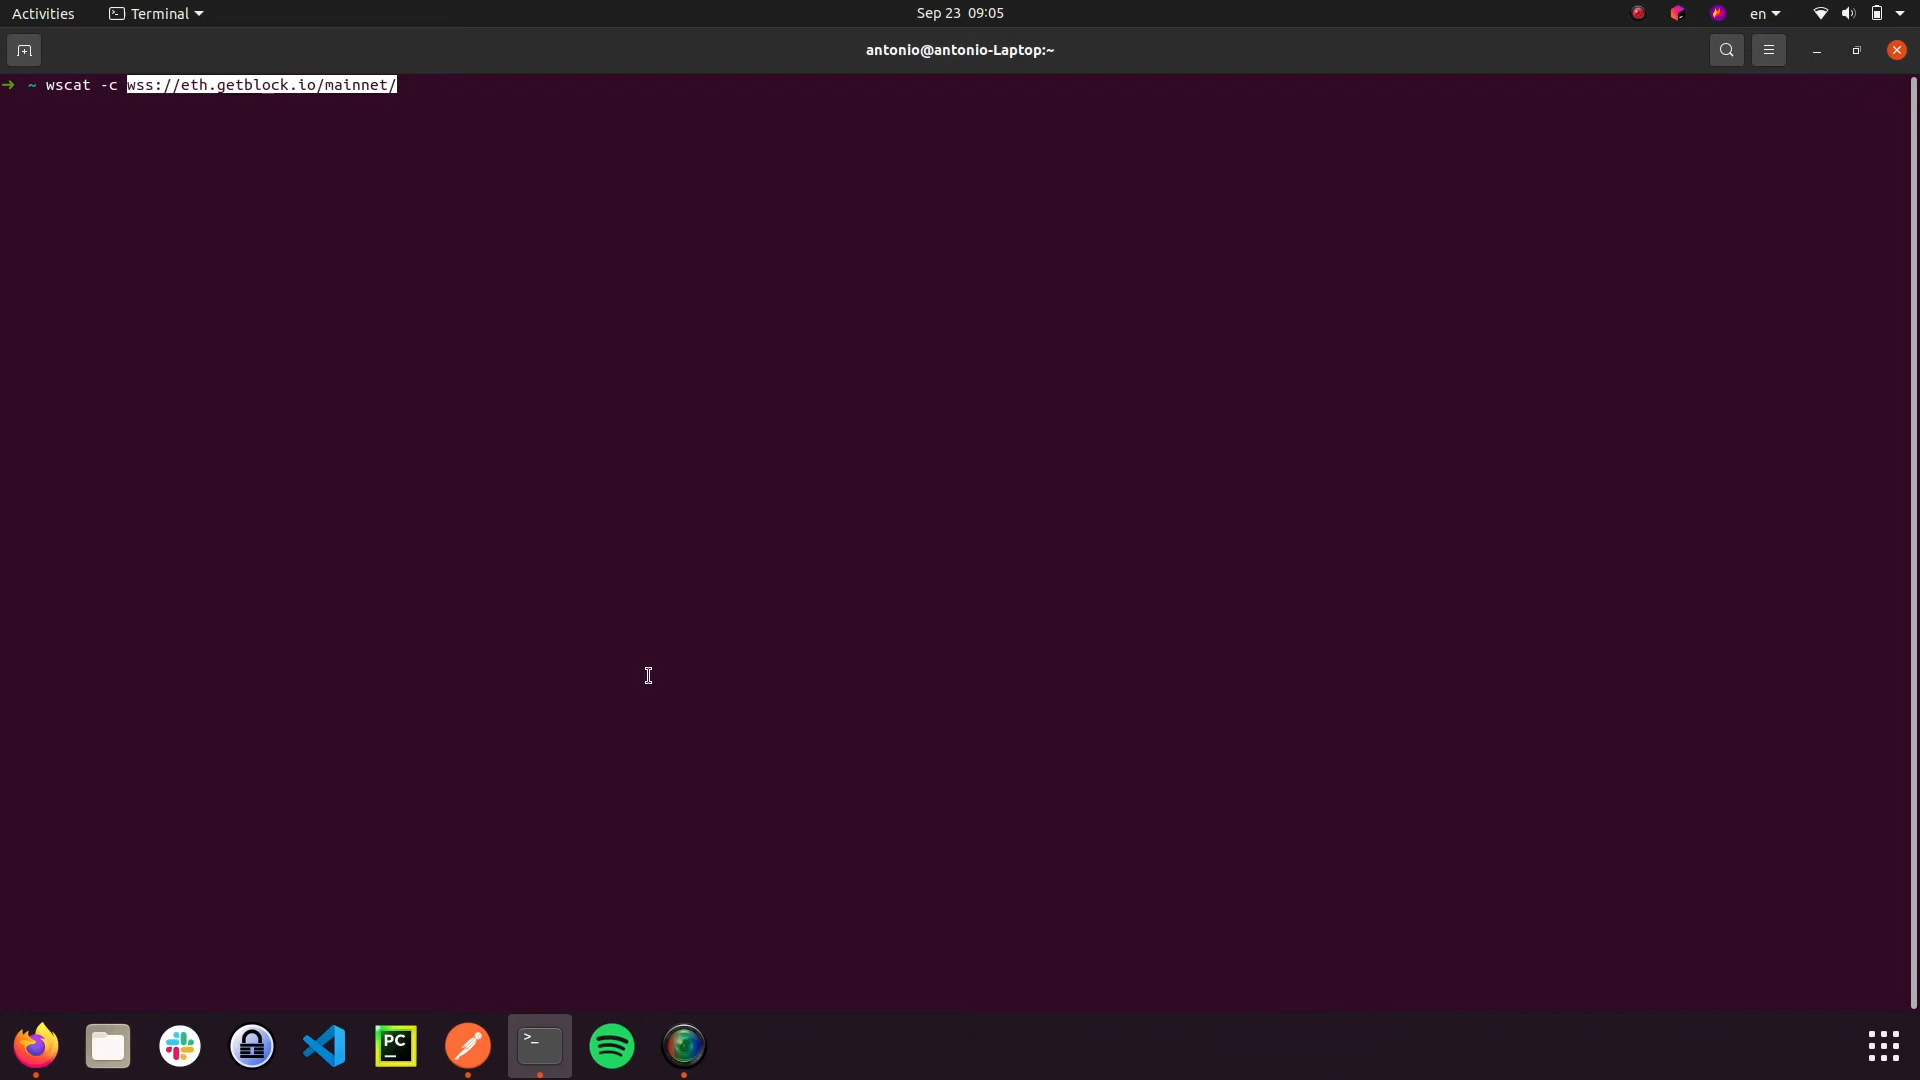 Activities Terminal Sep 23 09:05 en
antonio@antonio-Laptop:~
→ ~ wscat -c wss://eth.getblock.io/mainnet/
PC
>_